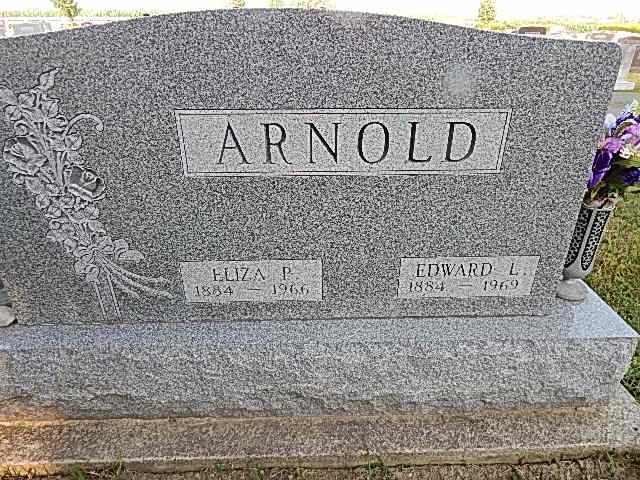 ARNOLD
ELIZA P.
1884 — 1966
EDWARD L.
1884 — 1969